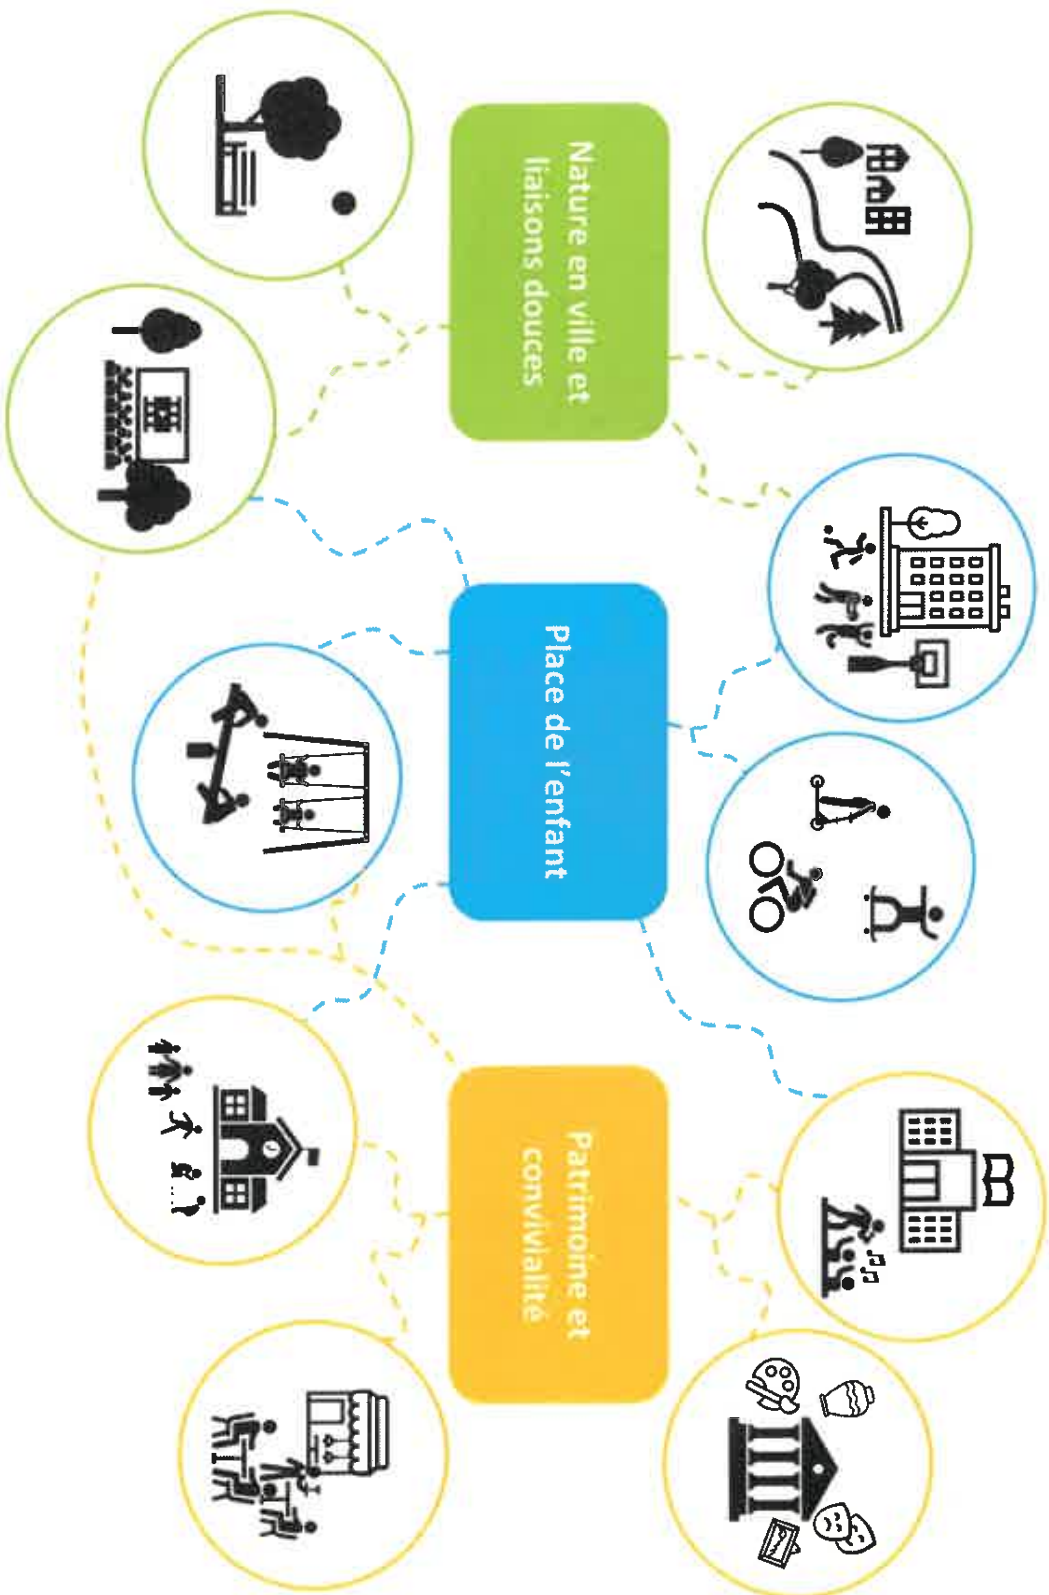 Nature en ville et
liaisons douces
Place de l'enfant
Patrimoine et
convivialité